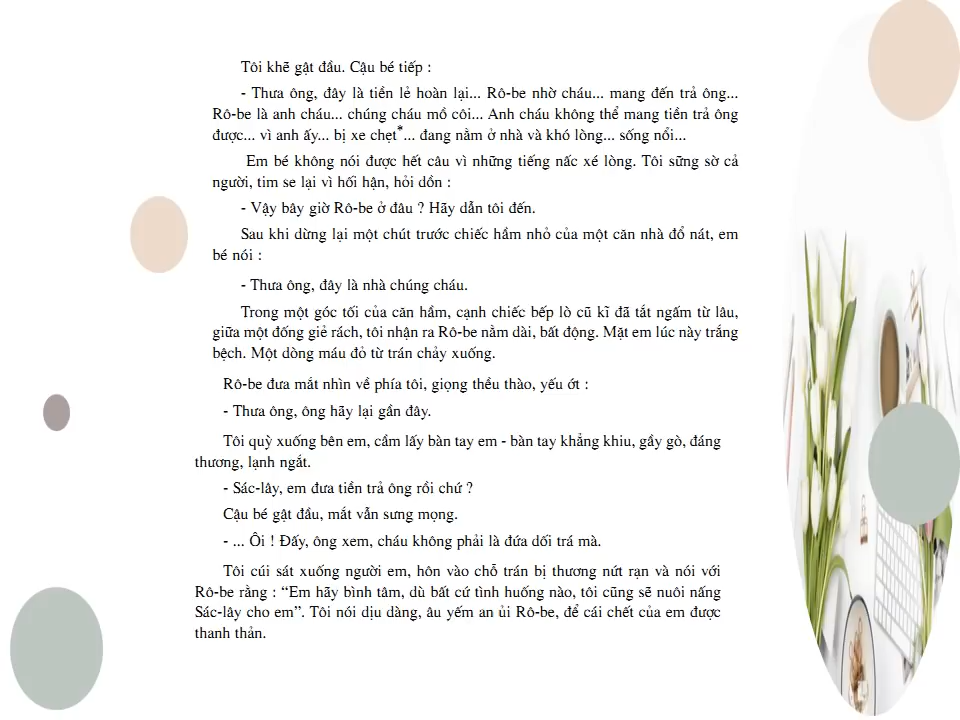 Tôi khẽ gật đầu. Cậu bé tiếp :
- Thưa ông, đây là tiền lẻ hoàn lại... Rô-be nhờ cháu... mang đến trả ông...
Rô-be là anh cháu... chúng cháu mồ côi... Anh cháu không thể mang tiền trả ông
được... vì anh ấy... bị xe chẹt*... đang nằm ở nhà và khó lòng... sống nổi...
Em bé không nói được hết câu vì những tiếng nấc xé lòng. Tôi sững sờ cả
người, tim se lại vì hối hận, hỏi dồn :
- Vậy bây giờ Rô-be ở đâu ? Hãy dẫn tôi đến.
Sau khi dừng lại một chút trước chiếc hầm nhỏ của một căn nhà đổ nát, em
bé nói :
- Thưa ông, đây là nhà chúng cháu.
Trong một góc tối của căn hầm, cạnh chiếc bếp lò cũ kĩ đã tắt ngấm từ lâu,
giữa một đống giẻ rách, tôi nhận ra Rô-be nằm dài, bất động. Mặt em lúc này trắng
bệch. Một dòng máu đỏ từ trán chảy xuống.
Rô-be đưa mắt nhìn về phía tôi, giọng thều thào, yếu ớt :
- Thưa ông, ông hãy lại gần đây.
Tôi quỳ xuống bên em, cầm lấy bàn tay em - bàn tay khẳng khiu, gầy gò, đáng
thương, lạnh ngắt.
- Sác-lây, em đưa tiền trả ông rồi chứ ?
Cậu bé gật đầu, mắt vẫn sưng mọng.
- ... Ôi ! Đấy, ông xem, cháu không phải là đứa dối trá mà.
Tôi cúi sát xuống người em, hôn vào chỗ trán bị thương nứt rạn và nói với
Rô-be rằng : “Em hãy bình tâm, dù bất cứ tình huống nào, tôi cũng sẽ nuôi nấng
Sác-lây cho em”. Tôi nói dịu dàng, âu yếm an ủi Rô-be, để cái chết của em được
thanh thản.